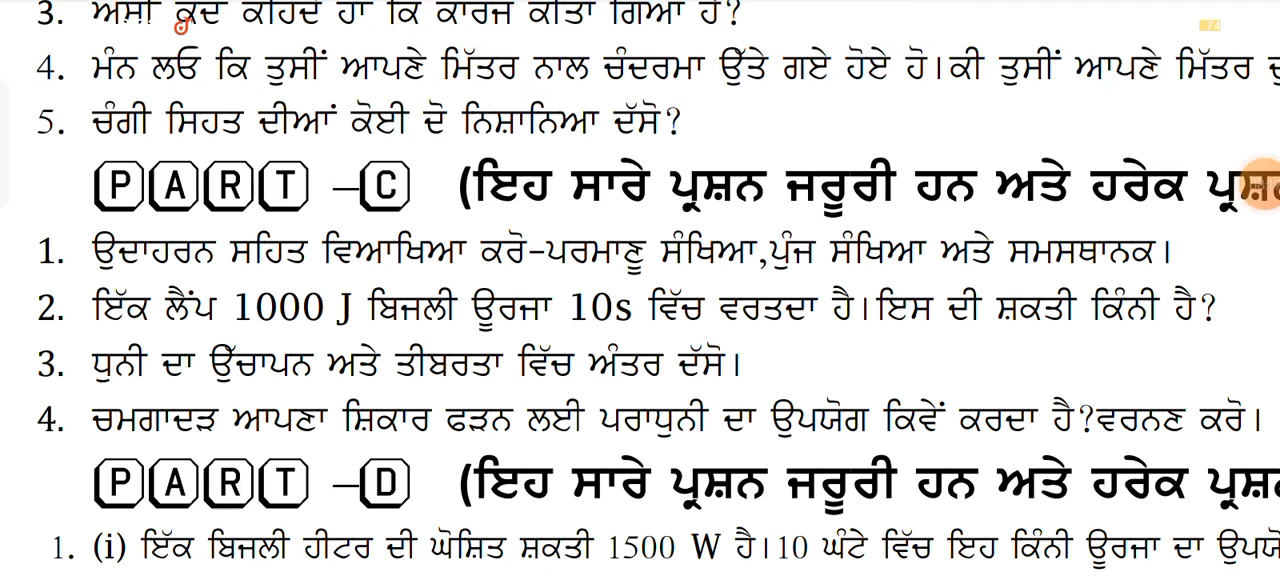 3. ਅਸੀਂ ਕਦੋਂ ਕਹਿੰਦੇ ਹਾਂ ਕਿ ਕਾਰਜ ਕੀਤਾ ਗਿਆ ਹੈ?
74
4. ਮੰਨ ਲਓ ਕਿ ਤੁਸੀਂ ਆਪਣੇ ਮਿੱਤਰ ਨਾਲ ਚੰਦਰਮਾ ਉੱਤੇ ਗਏ ਹੋਏ ਹੋ।ਕੀ ਤੁਸੀਂ ਆਪਣੇ ਮਿੱਤਰ
5. ਚੰਗੀ ਸਿਹਤ ਦੀਆਂ ਕੋਈ ਦੋ ਨਿਸ਼ਾਨਿਆ ਦੱਸੋ?
PART –C (ਇਹ ਸਾਰੇ ਪ੍ਰਸ਼ਨ ਜਰੂਰੀ ਹਨ ਅਤੇ ਹਰੇਕ
1. ਉਦਾਹਰਨ ਸਹਿਤ ਵਿਆਖਿਆ ਕਰੋ-ਪਰਮਾਣੂ ਸੰਖਿਆ,ਪੁੰਜ ਸੰਖਿਆ ਅਤੇ ਸਮਸਥਾਨਕ।
2. ਇੱਕ ਲੈਂਪ 1000 J ਬਿਜਲੀ ਊਰਜਾ 10s ਵਿੱਚ ਵਰਤਦਾ ਹੈ।ਇਸ ਦੀ ਸ਼ਕਤੀ ਕਿੰਨੀ ਹੈ?
3. ਧੁਨੀ ਦਾ ਉੱਚਾਪਨ ਅਤੇ ਤੀਬਰਤਾ ਵਿੱਚ ਅੰਤਰ ਦੱਸੋ।
4. ਚਮਗਾਦੜ ਆਪਣਾ ਸ਼ਿਕਾਰ ਫੜਨ ਲਈ ਪਰਾਧੁਨੀ ਦਾ ਉਪਯੋਗ ਕਿਵੇਂ ਕਰਦਾ ਹੈ?ਵਰਨਣ ਕਰੋ।
PART –D (ਇਹ ਸਾਰੇ ਪ੍ਰਸ਼ਨ ਜਰੂਰੀ ਹਨ ਅਤੇ ਹਰੇਕ ਪ੍ਰਸ਼ਨ
1. (i) ਇੱਕ ਬਿਜਲੀ ਹੀਟਰ ਦੀ ਘੋਸ਼ਿਤ ਸ਼ਕਤੀ 1500 W ਹੈ।10 ਘੰਟੇ ਵਿੱਚ ਇਹ ਕਿੰਨੀ ਊਰਜਾ ਦਾ